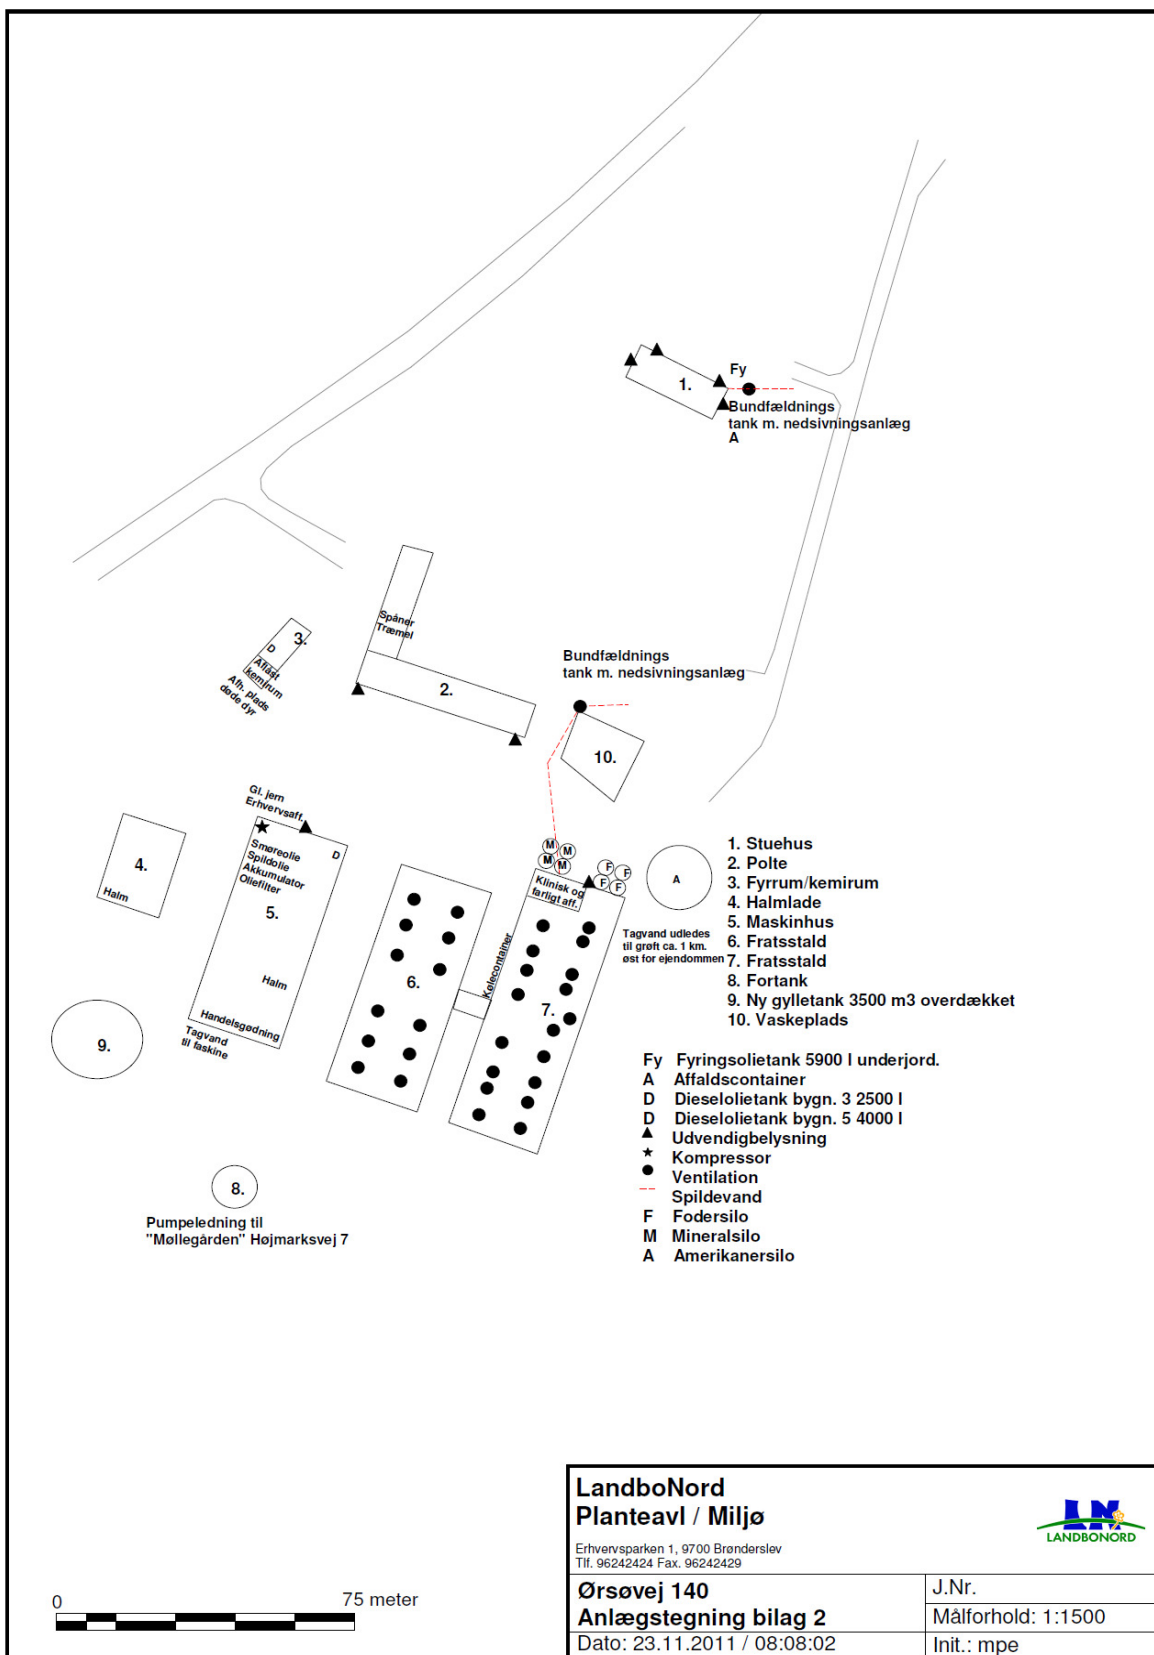 1.
Fy
Bundfældnings
tank m. nedsivningsanlæg
A
Spåner
Træmel
3.
D
Aflåst
kemirum
Afh. plads
døde dyr
2.
Bundfældnings
tank m. nedsivningsanlæg
10.
Gl. jern
Erhvervsaff.
4.
Halm
Smøreolie
Spildolie
Akkumulator
Oliefilter
D
5.
Halm
Handelsgødning
Tagvand
til faskine
6.
Kølecontainer
M
M
M
M
F
F
F
F
Klinisk og
farligt aff.
7.
A
Tagvand udledes
til grøft ca. 1 km.
øst for ejendommen
9.
8.
Pumpeledning til
"Møllegården" Højmarksvej 7
1. Stuehus
2. Polte
3. Fyrrum/kemirum
4. Halmlade
5. Maskinhus
6. Fratsstald
7. Fratsstald
8. Fortank
9. Ny gylletank 3500 m3 overdækket
10. Vaskeplads
Fy Fyringsolietank 5900 l underjord.
A Affaldscontainer
D Dieselolietank bygn. 3 2500 l
D Dieselolietank bygn. 5 4000 l
Udvendigbelysning
Kompressor
Ventilation
Spildevand
F Fodersilo
M Mineralsilo
A Amerikanersilo
0 75 meter
LandboNord
Planteavl / Miljø
Erhvervsparken 1, 9700 Brønderslev
Tlf. 96242424 Fax. 96242429
LN
LANDBONORD
Ørsøvej 140
Anlægstegning bilag 2
Dato: 23.11.2011 / 08:08:02
J.Nr.
Målforhold: 1:1500
Init.: mpe